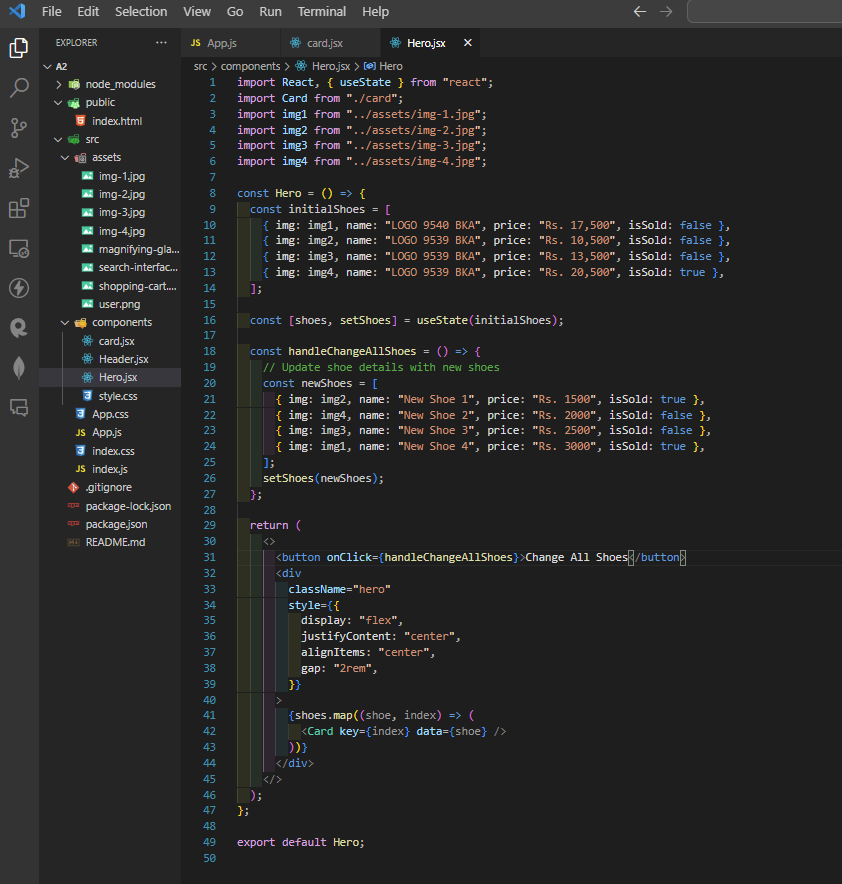 File Edit Selection View Go Run Terminal Help
EXPLORER ...
A2
node_modules
public
index.html
src
assets
img-1.jpg
img-2.jpg
img-3.jpg
img-4.jpg
magnifying-gla...
search-interfac...
shopping-cart....
user.png
components
card.jsx
Header.jsx
Hero.jsx
style.css
App.css
JS App.js
index.css
JS index.js
.gitignore
package-lock.json
package.json
README.md
JS App.js card.jsx Hero.jsx ×
src > components > Hero.jsx > Hero
1 import React, { useState } from "react";
2 import Card from "./card";
3 import img1 from "../assets/img-1.jpg";
4 import img2 from "../assets/img-2.jpg";
5 import img3 from "../assets/img-3.jpg";
6 import img4 from "../assets/img-4.jpg";
7
8 const Hero = () => {
9 const initialShoes = [
10 { img: img1, name: "LOGO 9540 BKA", price: "Rs. 17,500", isSold: false },
11 { img: img2, name: "LOGO 9539 BKA", price: "Rs. 10,500", isSold: false },
12 { img: img3, name: "LOGO 9539 BKA", price: "Rs. 13,500", isSold: false },
13 { img: img4, name: "LOGO 9539 BKA", price: "Rs. 20,500", isSold: true },
14 ];
15
16 const [shoes, setShoes] = useState(initialShoes);
17
18 const handleChangeAllShoes = () => {
19 // Update shoe details with new shoes
20 const newShoes = [
21 { img: img2, name: "New Shoe 1", price: "Rs. 1500", isSold: true },
22 { img: img4, name: "New Shoe 2", price: "Rs. 2000", isSold: false },
23 { img: img3, name: "New Shoe 3", price: "Rs. 2500", isSold: false },
24 { img: img1, name: "New Shoe 4", price: "Rs. 3000", isSold: true },
25 ];
26 setShoes(newShoes);
27 };
28
29 return (
30 <>
31 <button onClick={handleChangeAllShoes}>Change All Shoes</button>
32 <div
33 className="hero"
34 style={{
35 display: "flex",
36 justifyContent: "center",
37 alignItems: "center",
38 gap: "2rem",
39 }}
40 >
41 {shoes.map((shoe, index) => (
42 <Card key={index} data={shoe} />
43 ))}
44 </div>
45 </>
46 );
47 };
48
49 export default Hero;
50